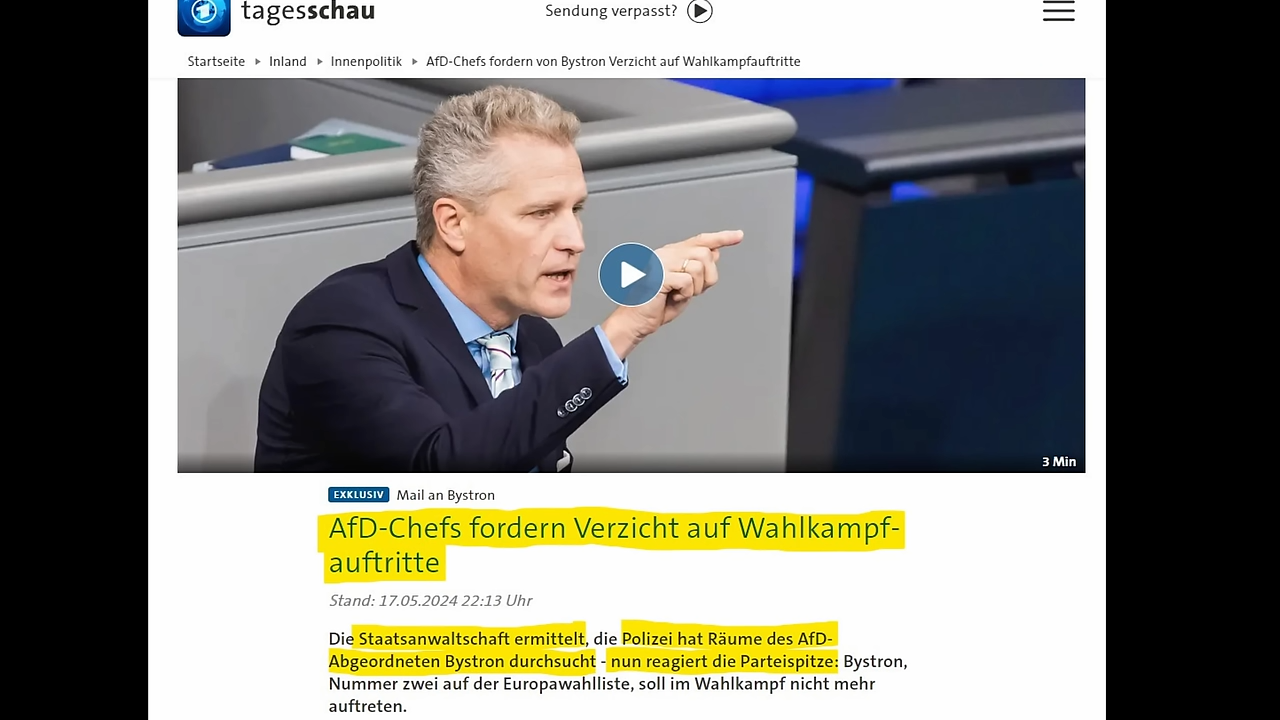 tagesschau
Sendung verpasst?
Startseite Inland Innenpolitik AfD-Chefs fordern von Bystron Verzicht auf Wahlkampfauftritte
3 Min
EXKLUSIV Mail an Bystron
AfD-Chefs fordern Verzicht auf Wahlkampf-
auftritte
Stand: 17.05.2024 22:13 Uhr
Die Staatsanwaltschaft ermittelt, die Polizei hat Räume des AfD-
Abgeordneten Bystron durchsucht - nun reagiert die Parteispitze: Bystron,
Nummer zwei auf der Europawahlliste, soll im Wahlkampf nicht mehr
auftreten.